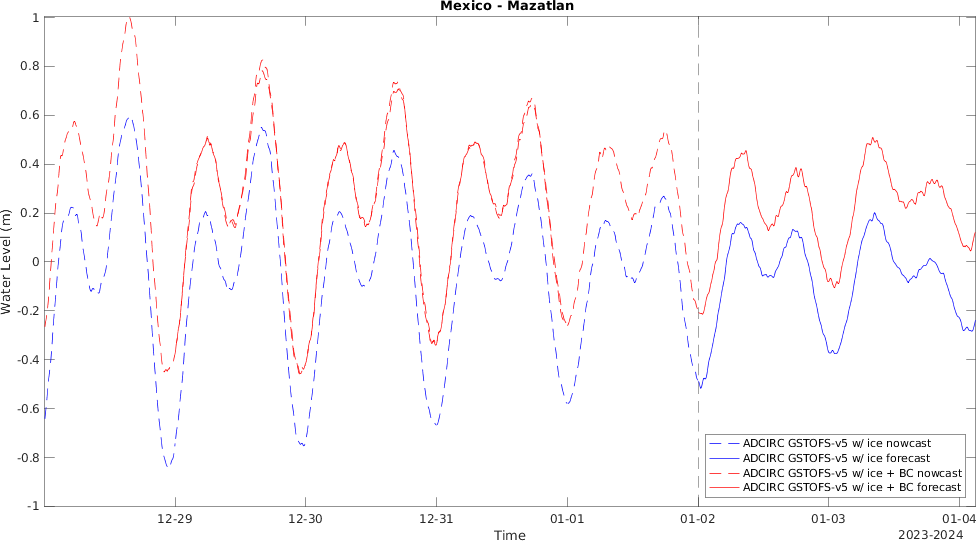 Mexico - Mazatlan
1
0.8
0.6
0.4
0.2
0
-0.2
-0.4
-0.6
-0.8
-1
Water Level (m)
ADCIRC GSTOFS-v5 w/ ice nowcast
ADCIRC GSTOFS-v5 w/ ice forecast
ADCIRC GSTOFS-v5 w/ ice + BC nowcast
ADCIRC GSTOFS-v5 w/ ice + BC forecast
12-29 12-30 12-31 01-01 01-02 01-03 01-04
Time
2023-2024